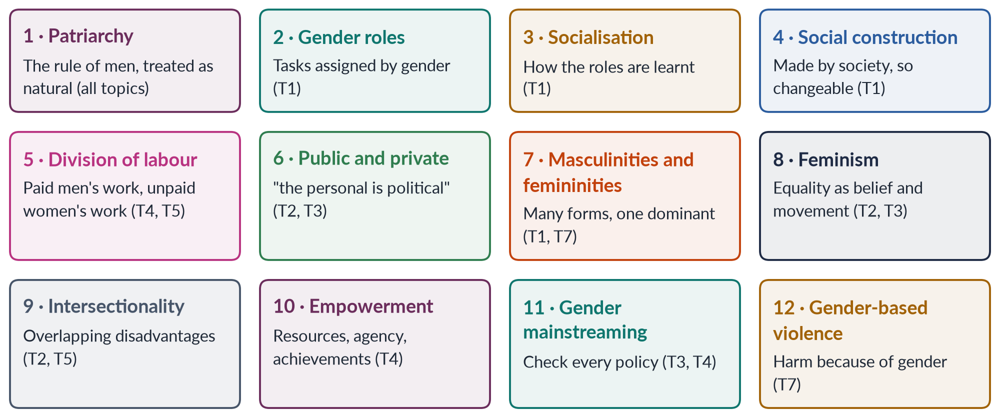 1 · Patriarchy
The rule of men, treated as
natural (all topics)
2 · Gender roles
Tasks assigned by gender
(T1)
3 · Socialisation
How the roles are learnt
(T1)
4 · Social construction
Made by society, so
changeable (T1)
5 · Division of labour
Paid men's work, unpaid
women's work (T4, T5)
6 · Public and private
"the personal is political"
(T2, T3)
7 · Masculinities and
femininities
Many forms, one dominant
(T1, T7)
8 · Feminism
Equality as belief and
movement (T2, T3)
9 · Intersectionality
Overlapping disadvantages
(T2, T5)
10 · Empowerment
Resources, agency,
achievements (T4)
11 · Gender
mainstreaming
Check every policy (T3, T4)
12 · Gender-based
violence
Harm because of gender
(T7)